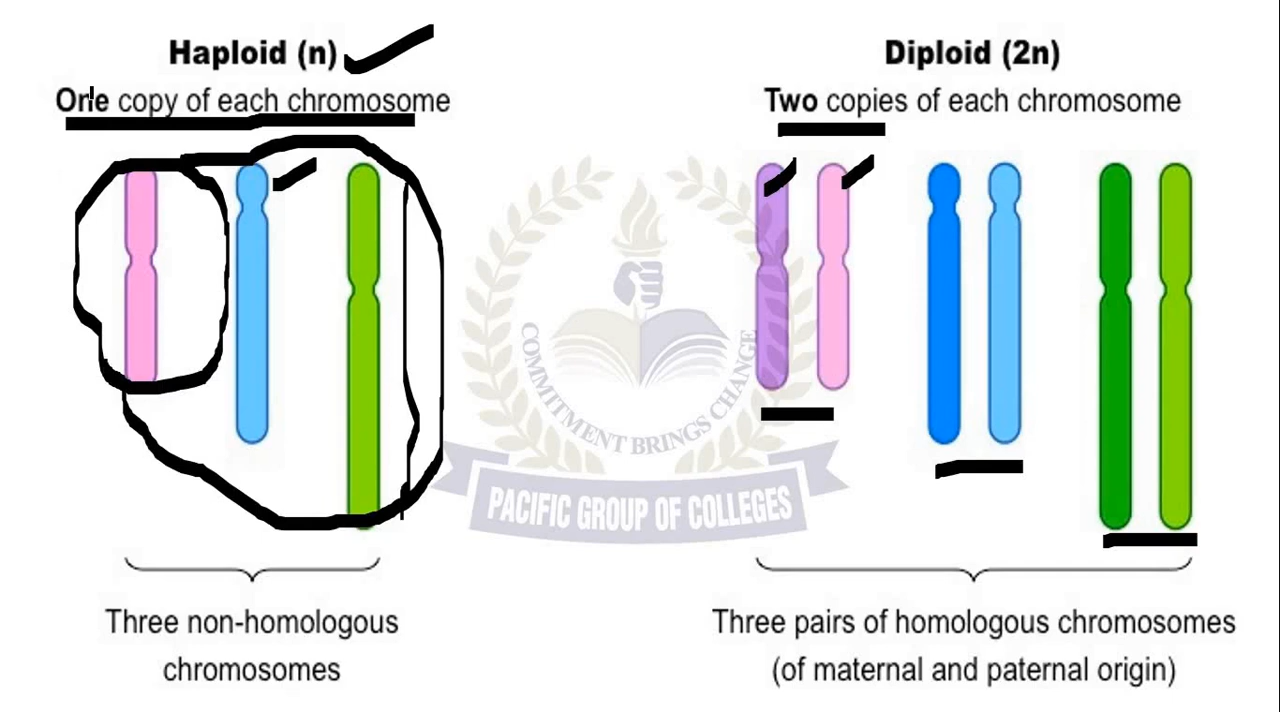 Haploid (n)
One copy of each chromosome
Diploid (2n)
Two copies of each chromosome
COMMITMENT BRINGS CHANGE
PACIFIC GROUP OF COLLEGES
Three non-homologous
chromosomes
Three pairs of homologous chromosomes
(of maternal and paternal origin)